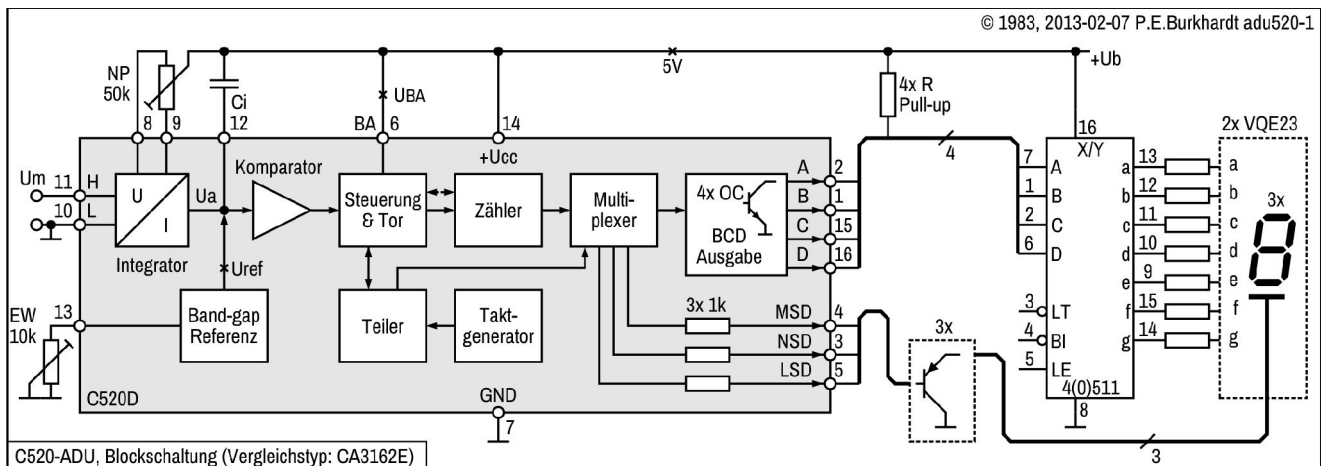 © 1983, 2013-02-07 P.E.Burkhardt adu520-1
NP
50k
Ci
UBA
5V
4x R
Pull-up
+Ub
8
9
12
BA
6
14
+Ucc
16
X/Y
2x VQE23
4
Um
11
H
10
L
U
I
Integrator
Ua
Komparator
Steuerung
& Tor
Zähler
Multi-
plexer
4x OC
BCD
Ausgabe
A
2
B
1
C
15
D
16
7
A
1
B
2
C
6
D
a
13
b
12
c
11
d
10
e
9
f
15
g
14
a
b
c
d
e
f
g
3x
Uref
EW
10k
13
Band-gap
Referenz
Teiler
Takt-
generator
3x 1k
MSD
4
NSD
3
LSD
5
3x
3
LT
4
BI
5
LE
4(0)511
8
C520D
GND
7
3
C520-ADU, Blockschaltung (Vergleichstyp: CA3162E)